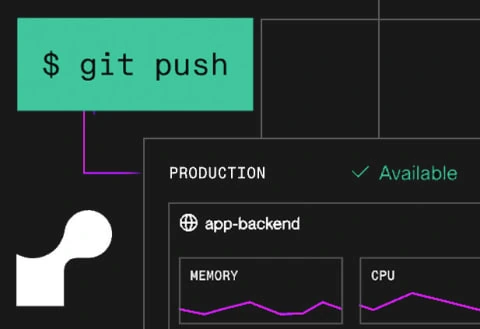 $ git push
PRODUCTION
Available
app-backend
MEMORY
CPU